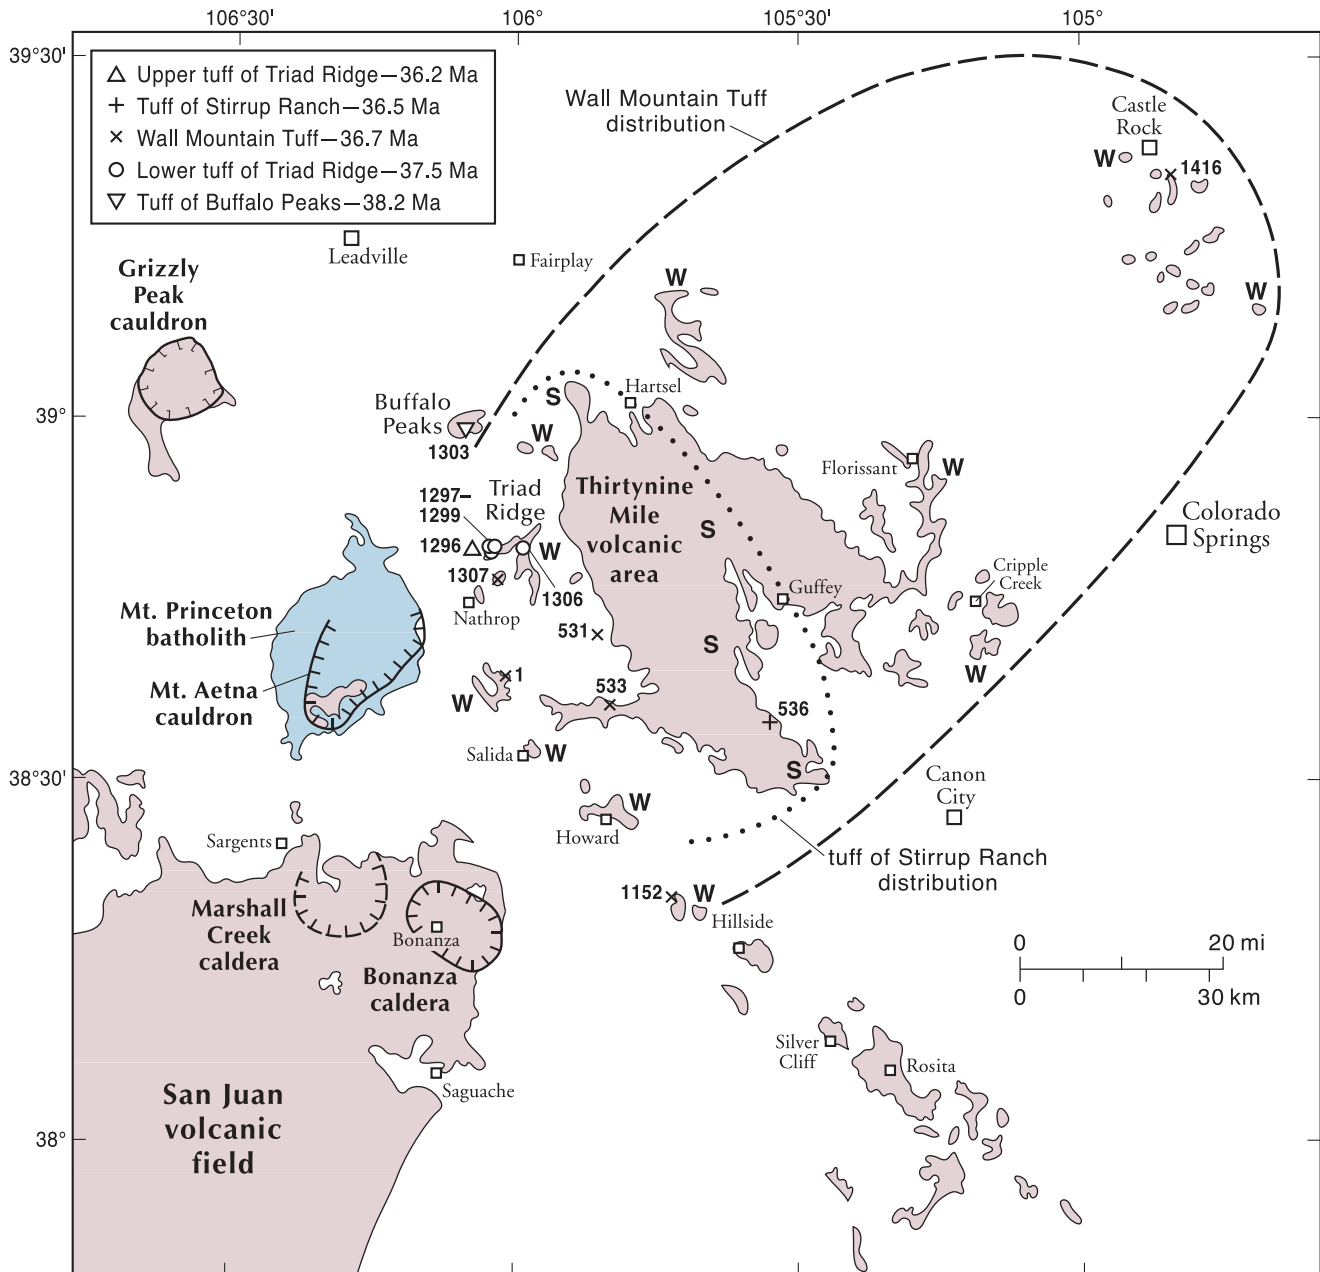 106°30'
106°
105°30'
105°
39°30'
39°
38°30'
38°
Upper tuff of Triad Ridge—36.2 Ma
Tuff of Stirrup Ranch—36.5 Ma
Wall Mountain Tuff—36.7 Ma
Lower tuff of Triad Ridge—37.5 Ma
Tuff of Buffalo Peaks—38.2 Ma
Wall Mountain Tuff
distribution
Castle
Rock
W
1416
Leadville
Fairplay
Grizzly
Peak
cauldron
W
W
Hartsel
S
Buffalo
Peaks
1303
W
Florissant
W
Thirtynine
Mile
volcanic
area
1297–
1299
Triad
Ridge
1296
W
S
Colorado
Springs
1307
1306
Nathrop
Guffey
Cripple
Creek
Mt. Princeton
batholith
531
S
W
Mt. Aetna
cauldron
1
W
533
536
Salida
W
S
Canon
City
W
Howard
Sargents
tuff of Stirrup Ranch
distribution
1152
W
Hillside
Marshall
Creek
caldera
Bonanza
Bonanza
caldera
0
20 mi
0
30 km
Silver
Cliff
Rosita
Saguache
San Juan
volcanic
field